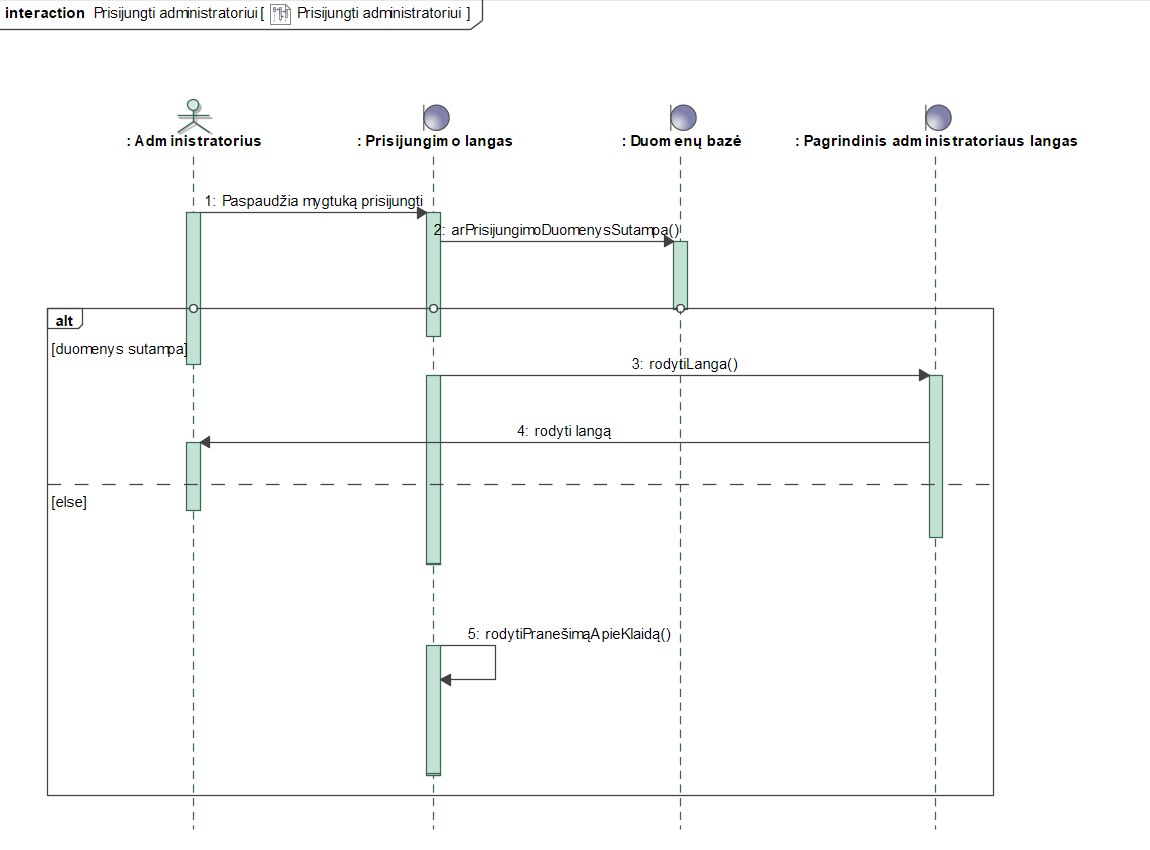 interaction Prisijungti administratoriui [ Prisijungti administratoriui ]
: Administratorius
: Prisijungimo langas
: Duomenų bazė
: Pagrindinis administratoriaus langas
1: Paspaudžia mygtuką prisijungti
2: arPrisijungimoDuomenysSutampa()
alt
[duomenys sutampa]
3: rodytiLanga()
4: rodyti langą
[else]
5: rodytiPranešimąApieKlaidą()